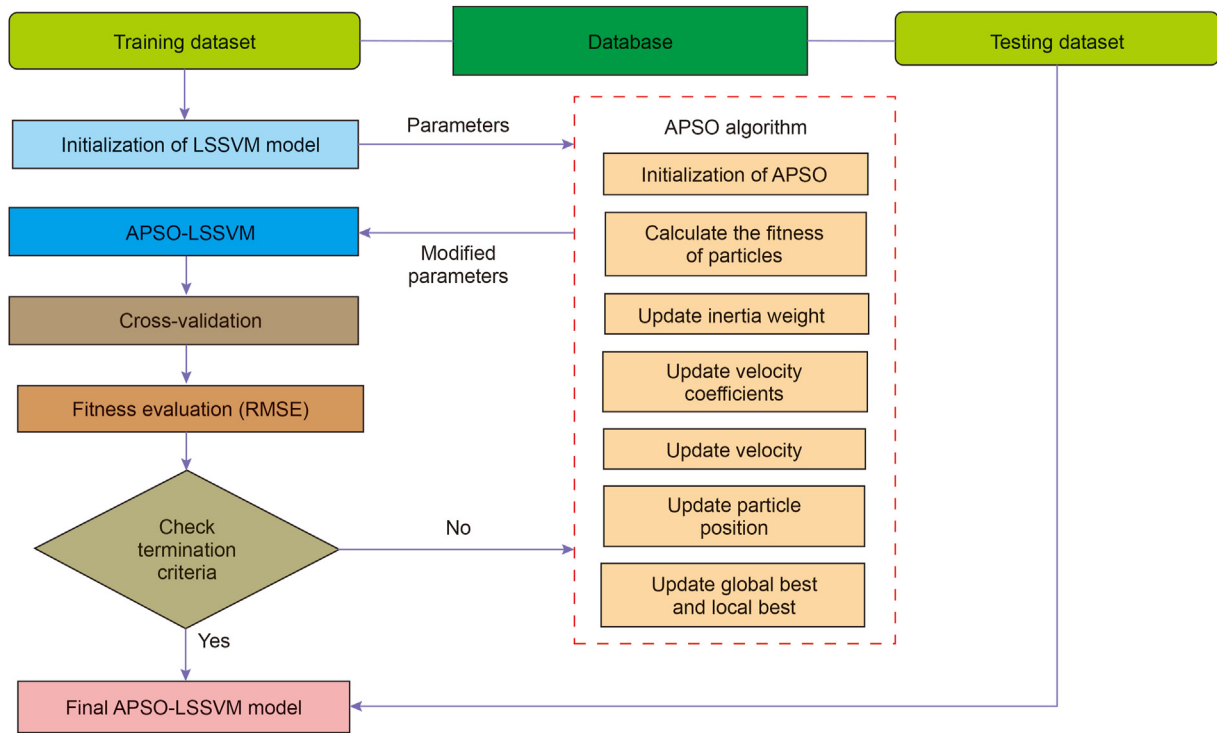 Training dataset
Database
Testing dataset
Initialization of LSSVM model
Parameters
APSO algorithm
Initialization of APSO
APSO-LSSVM
Modified
parameters
Calculate the fitness
of particles
Cross-validation
Update inertia weight
Fitness evaluation (RMSE)
Update velocity
coefficients
Update velocity
Check
termination
criteria
No
Update particle
position
Update global best
and local best
Yes
Final APSO-LSSVM model